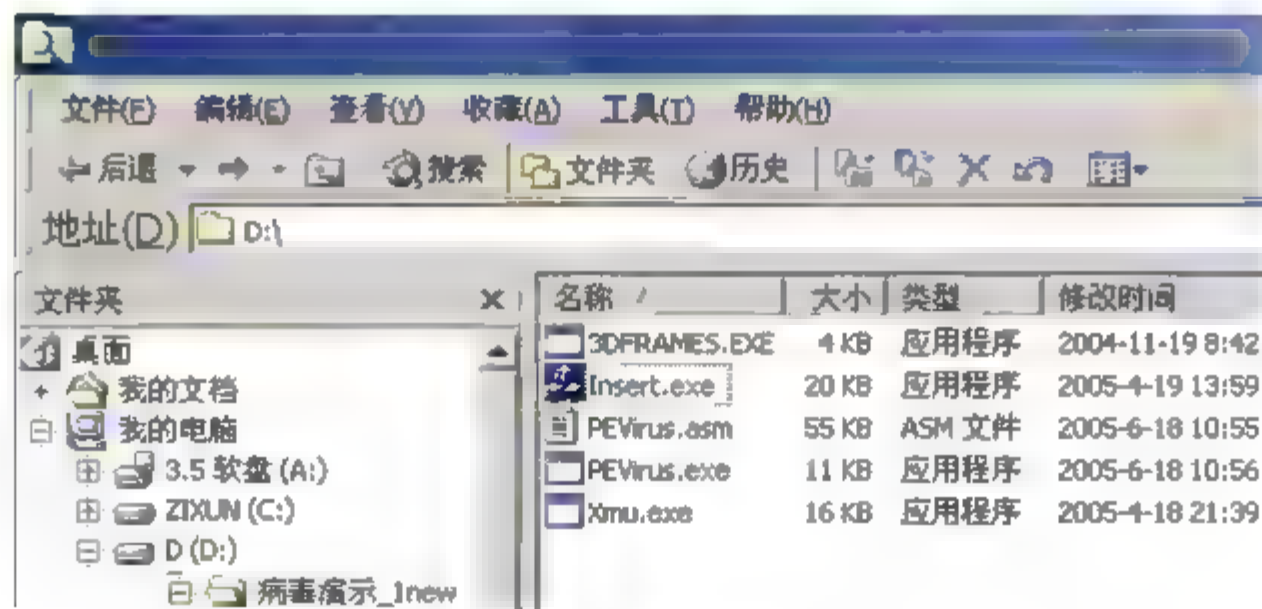 文件(F) 编辑(E) 查看(V) 收藏(A) 工具(T) 帮助(H)
后退 搜索 文件夹 历史
地址(D) D:\
文件夹
桌面
我的文档
我的电脑
3.5 软盘 (A:)
ZIXUN (C:)
D (D:)
病毒演示_1new
名称 大小 类型 修改时间
3DFRAMES.EXE 4 KB 应用程序 2004-11-19 8:42
Insert.exe 20 KB 应用程序 2005-4-19 13:59
PEVirus.asm 55 KB ASM 文件 2005-6-18 10:55
PEVirus.exe 11 KB 应用程序 2005-6-18 10:56
Xmu.exe 16 KB 应用程序 2005-4-18 21:39